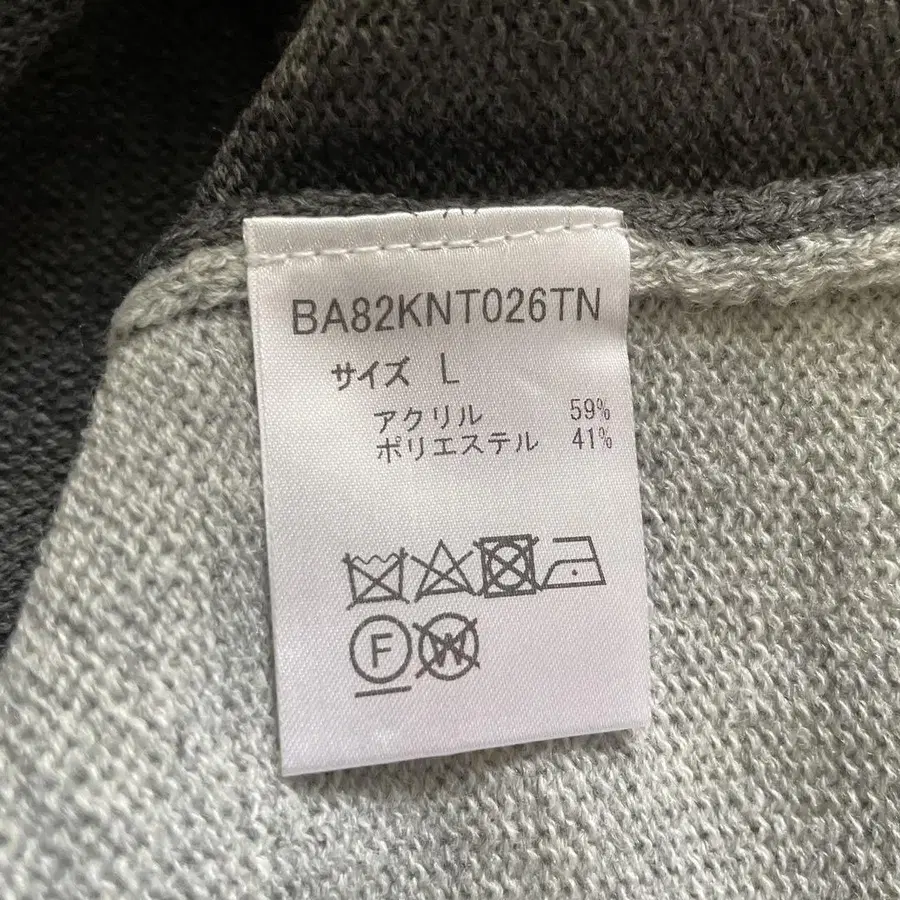 BA82KNT026TN
サイズ L
アクリル 59%
ポリエステル 41%
F W